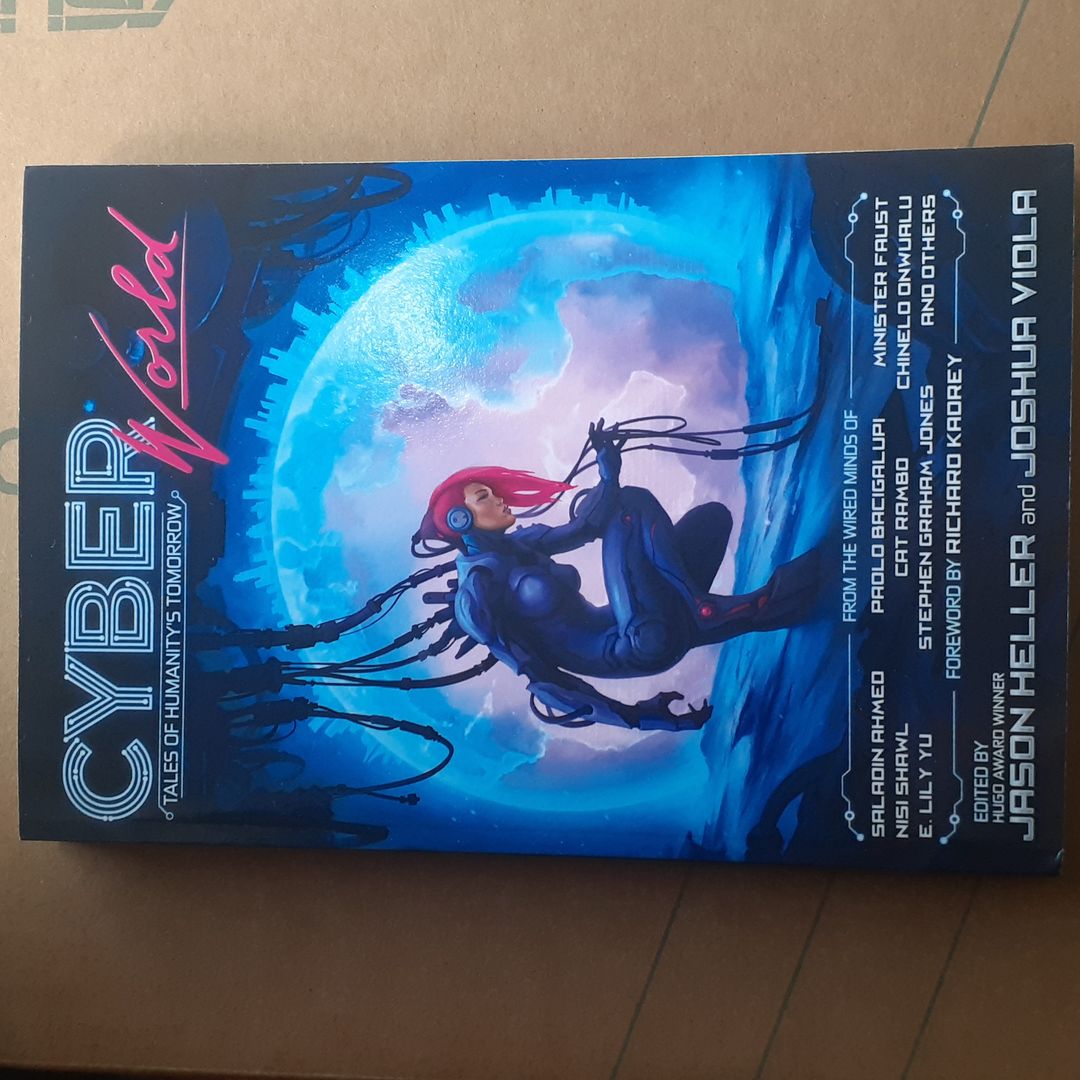 CYBER
World
TALES OF HUMANITY'S TOMORROW
FROM THE WIRED MINDS OF
SALADIN AHMED PAOLO BACIGALUPI MINISTER FAUST
NISI SHAWL CAT RAMBO CHINELO ONWUALU
E. LILY YU STEPHEN GRAHAM JONES AND OTHERS
FOREWORD BY RICHARD KADREY
EDITED BY
HUGO AWARD WINNER
JASON HELLER and JOSHUA VIOLA